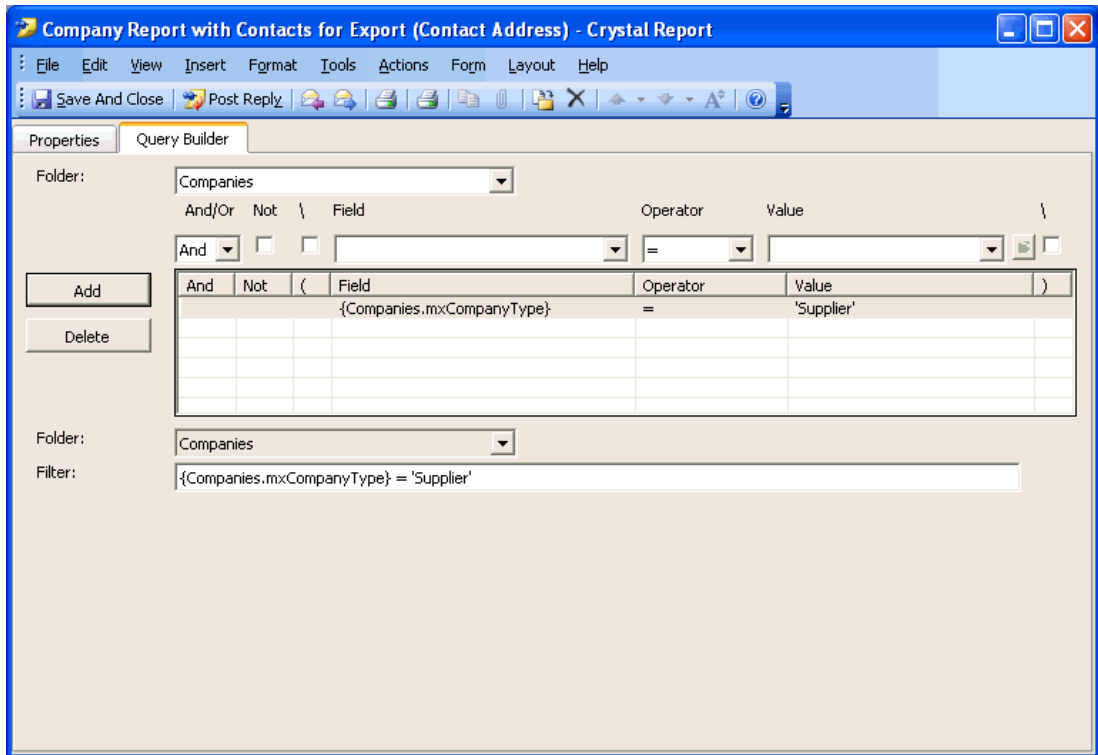 Company Report with Contacts for Export (Contact Address) - Crystal Report
File Edit View Insert Format Tools Actions Form Layout Help
Save And Close Post Reply
Properties Query Builder
Folder: Companies
And/Or Not \ Field Operator Value \
And =
Add
And Not ( Field Operator Value )
{Companies.mxCompanyType} = 'Supplier'
Delete
Folder: Companies
Filter: {Companies.mxCompanyType} = 'Supplier'